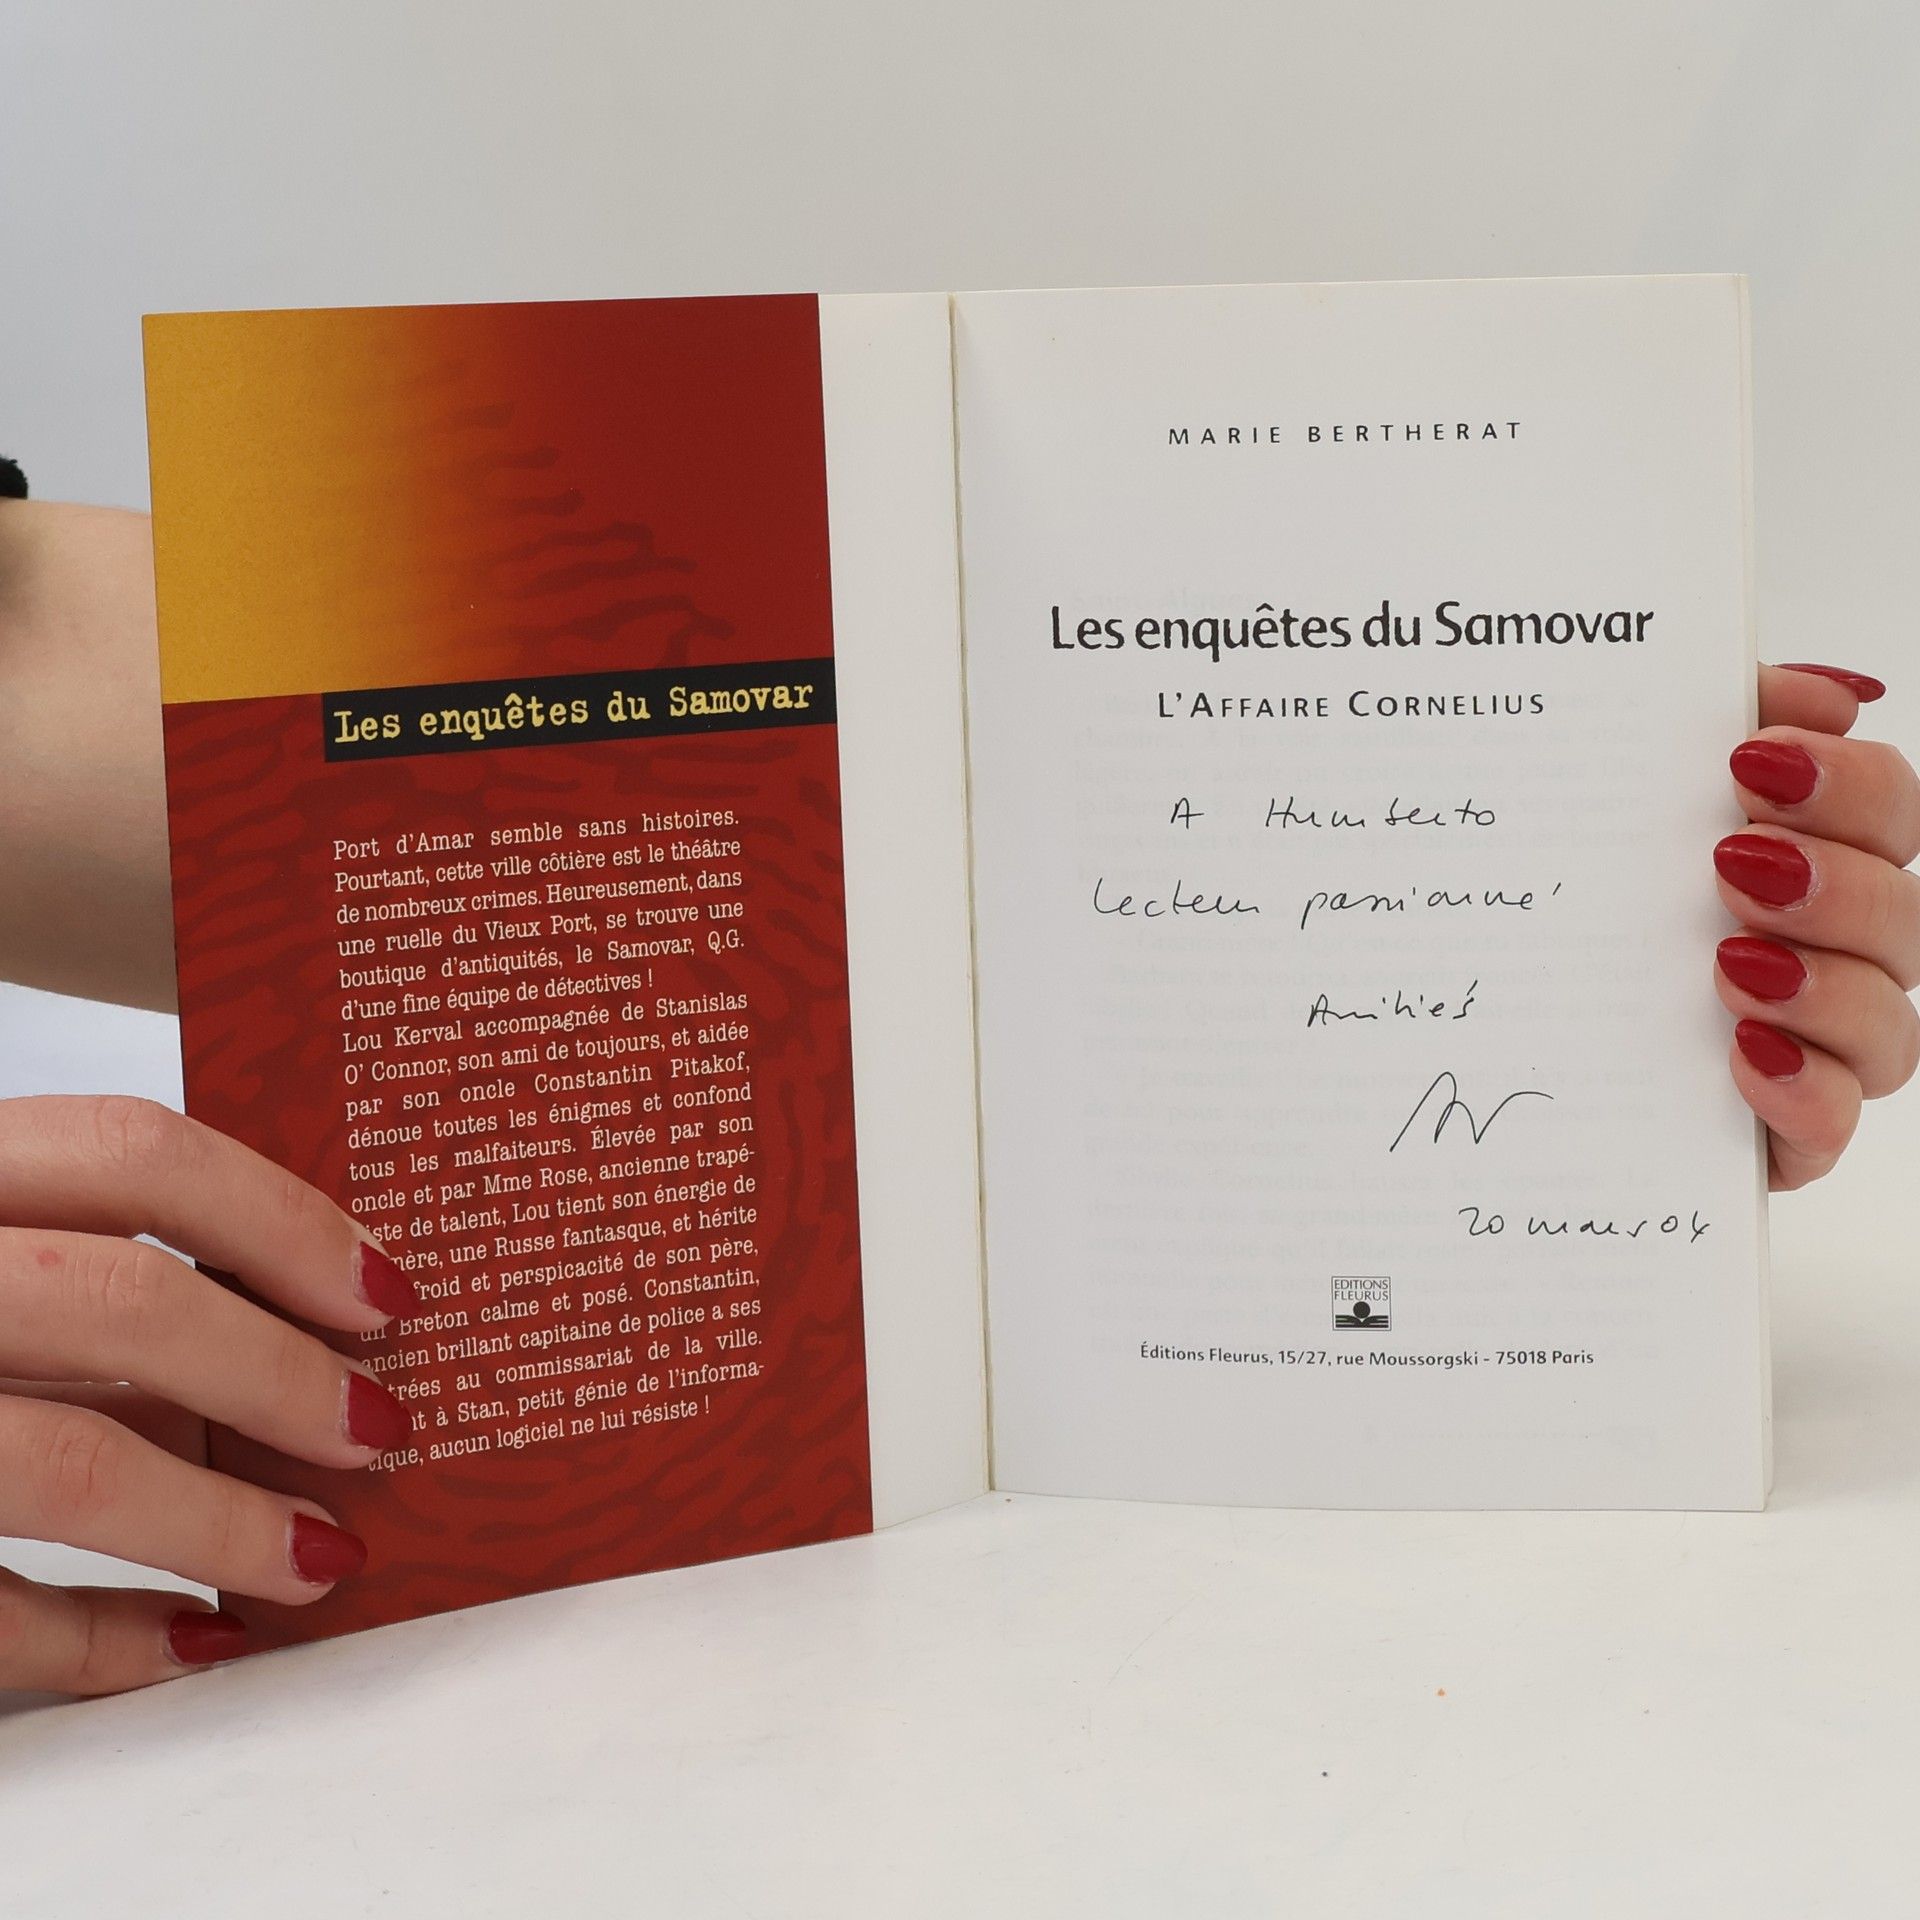 Les enquêtes du Samovar
Port d'Amar semble sans histoires.
Pourtant, cette ville côtière est le théâtre
de nombreux crimes. Heureusement, dans
une ruelle du Vieux Port, se trouve une
boutique d'antiquités, le Samovar, Q.G.
d'une fine équipe de détectives !
Lou Kerval accompagnée de Stanislas
O' Connor, son ami de toujours, et aidée
par son oncle Constantin Pitakof,
dénoue toutes les énigmes et confond
tous les malfaiteurs. Élevée par son
oncle et par Mme Rose, ancienne trapé-
iste de talent, Lou tient son énergie de
mère, une Russe fantasque, et hérite
froid et perspicacité de son père,
un Breton calme et posé. Constantin,
ancien brillant capitaine de police a ses
trées au commissariat de la ville.
nt à Stan, petit génie de l'informa-
tique, aucun logiciel ne lui résiste !
MARIE BERTHERAT
Les enquêtes du Samovar
L'AFFAIRE CORNELIUS
A Humberto
lecteur passionné
Amitiés
20 mars 04
EDITIONS
FLEURUS
Éditions Fleurus, 15/27, rue Moussorgski - 75018 Paris